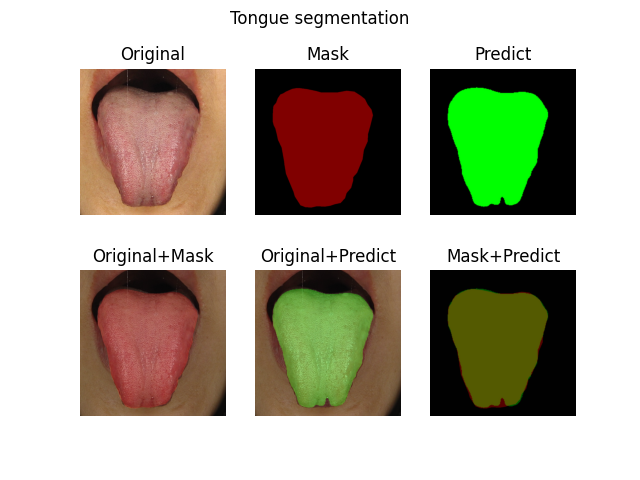 Tongue segmentation
Original
Mask
Predict
Original+Mask
Original+Predict
Mask+Predict